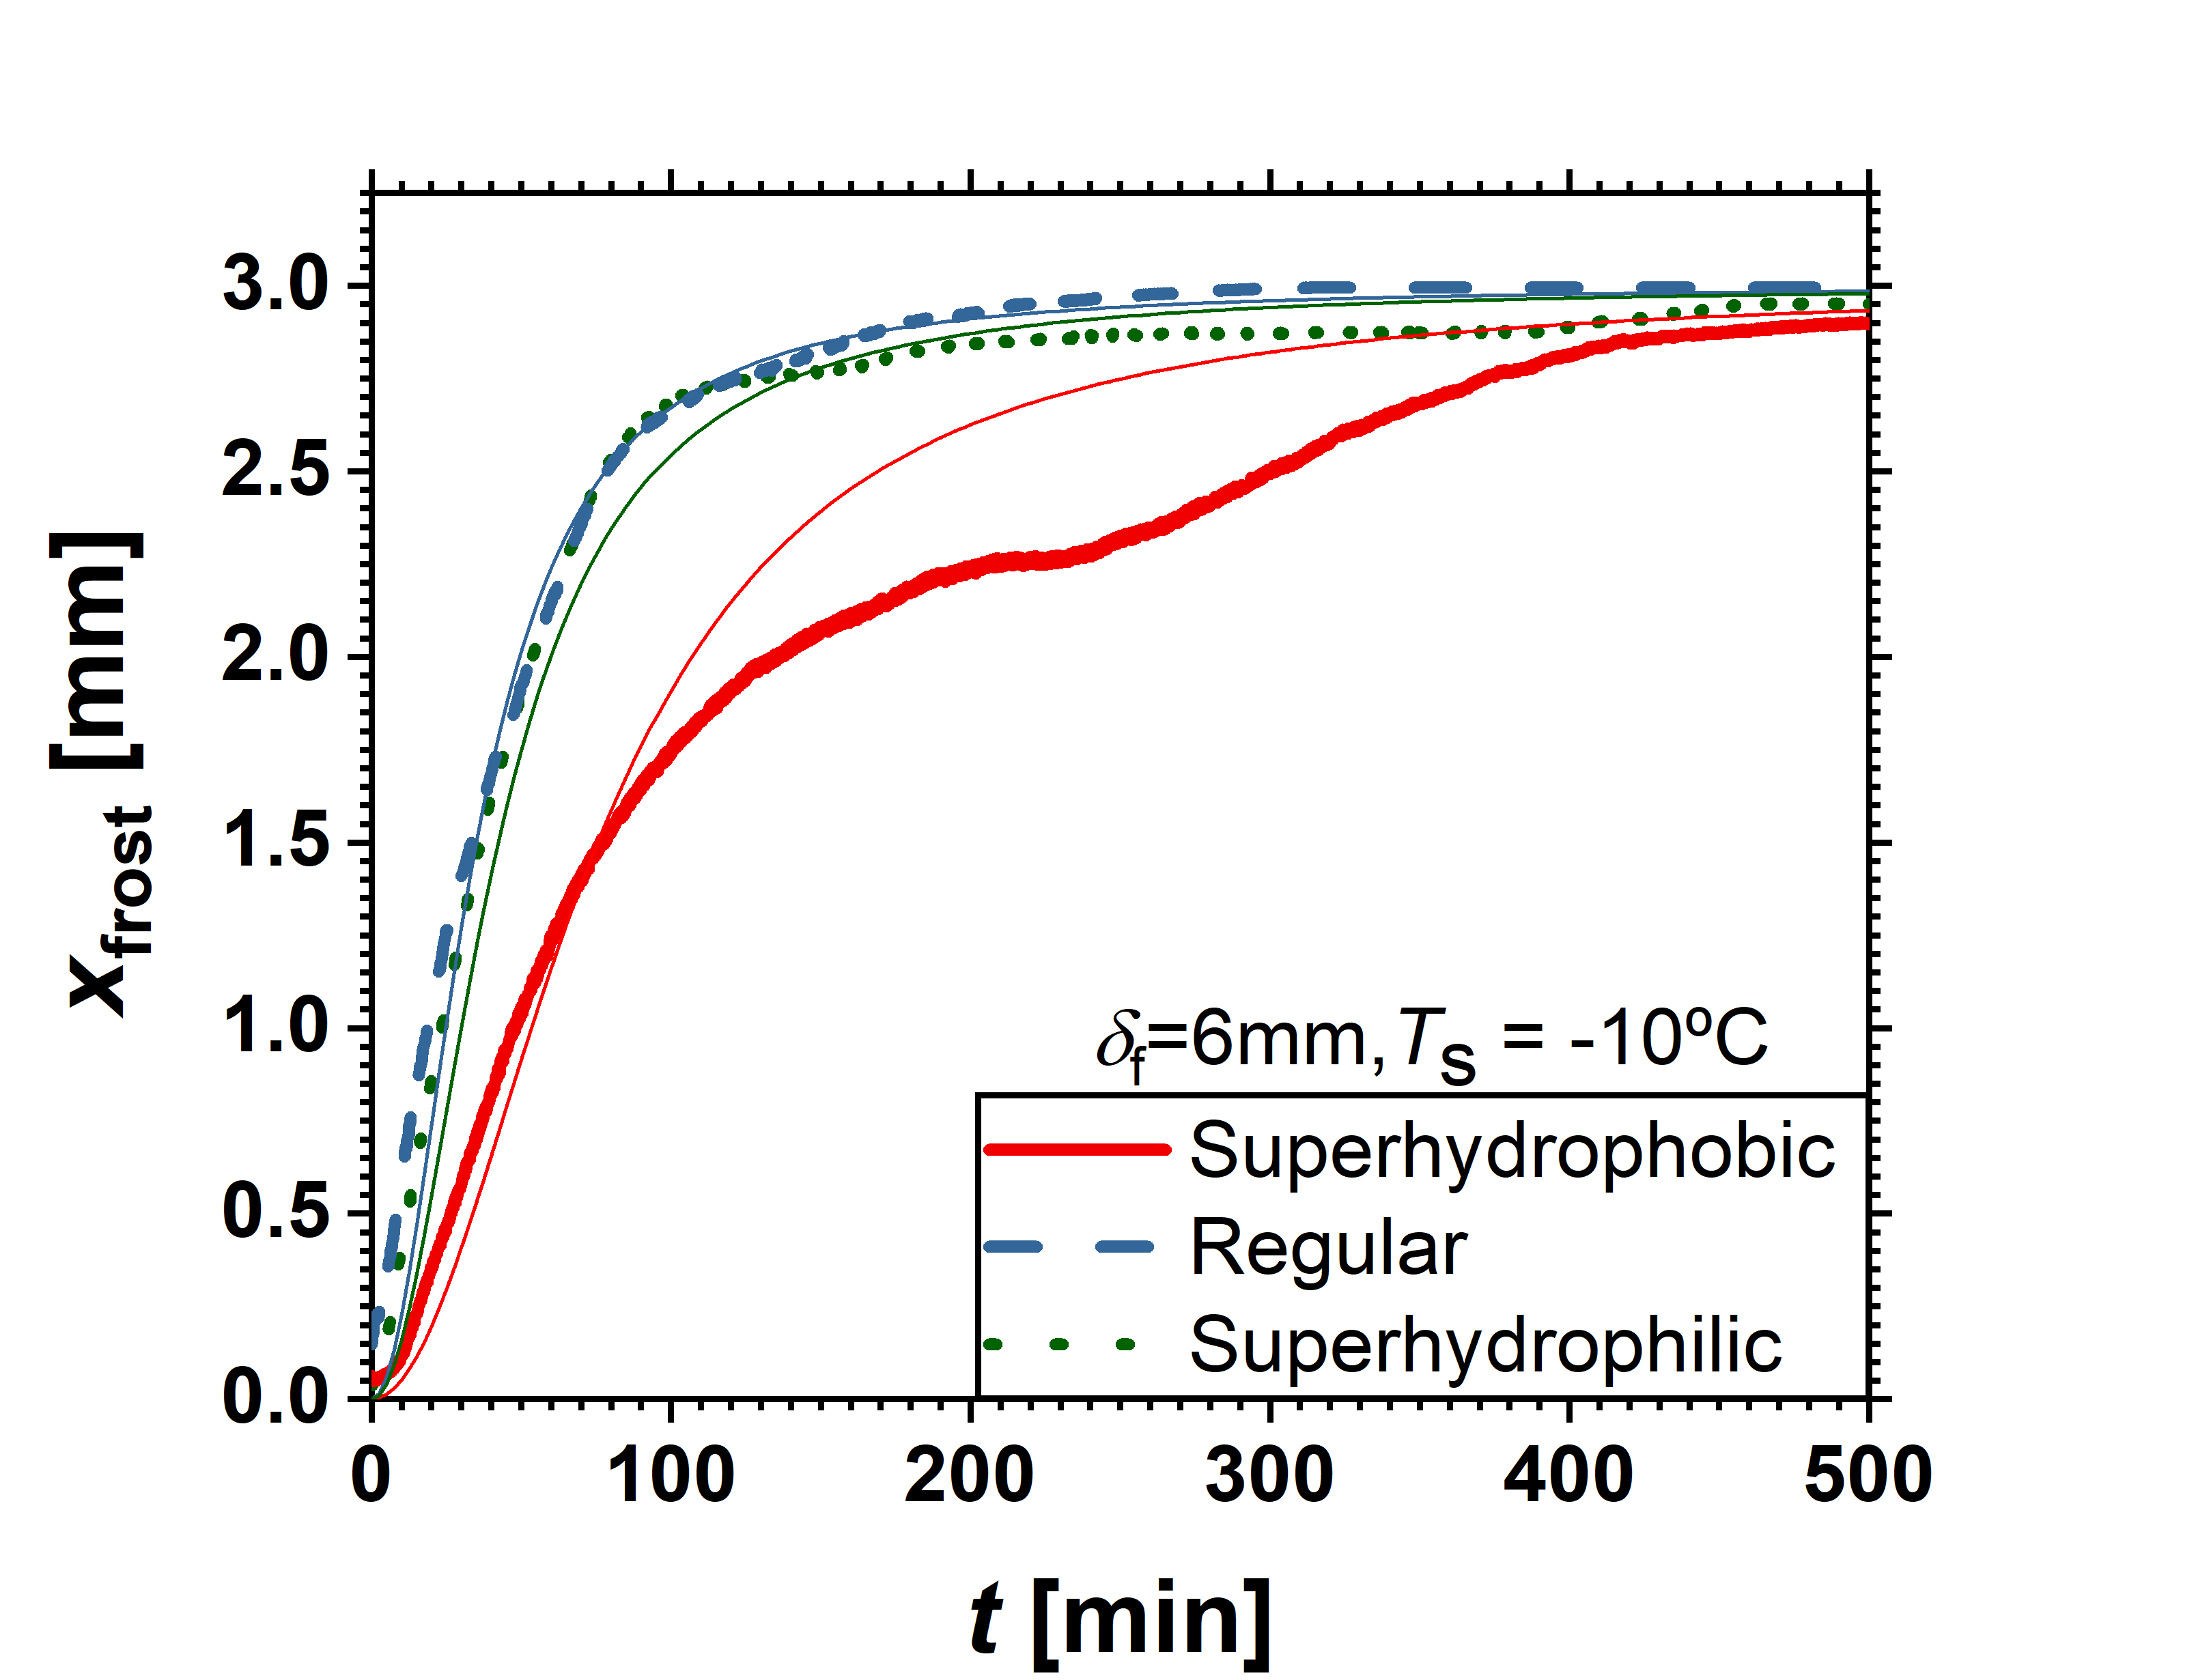 3.0
2.5
2.0
1.5
1.0
0.5
0.0
xfrost [mm]
δf=6mm, Ts = -10ºC
Superhydrophobic
Regular
Superhydrophilic
0 100 200 300 400 500
t [min]